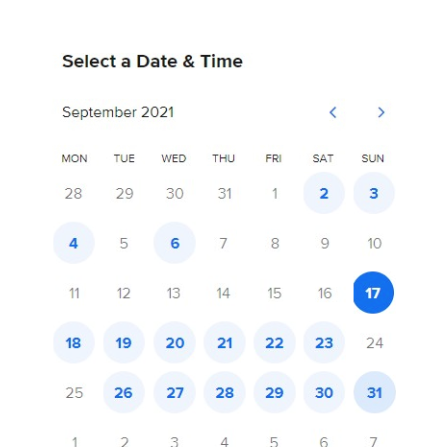 Select a Date & Time
September 2021
MON TUE WED THU FRI SAT SUN
28 29 30 31 1 2 3
4 5 6 7 8 9 10
11 12 13 14 15 16 17
18 19 20 21 22 23 24
25 26 27 28 29 30 31
1 2 3 4 5 6 7